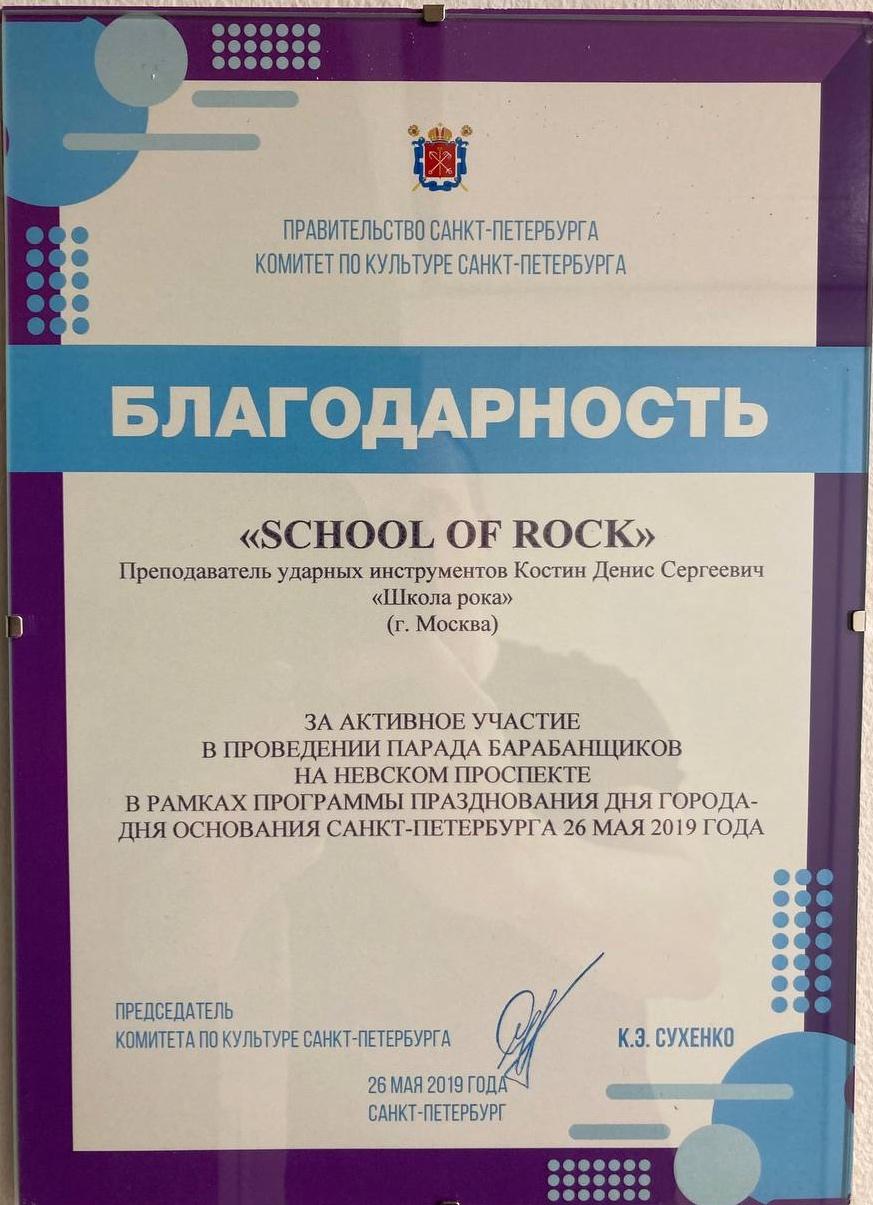 ПРАВИТЕЛЬСТВО САНКТ-ПЕТЕРБУРГА
КОМИТЕТ ПО КУЛЬТУРЕ САНКТ-ПЕТЕРБУРГА
БЛАГОДАРНОСТЬ
«SCHOOL OF ROCK»
Преподаватель ударных инструментов Костин Денис Сергеевич
«Школа рока»
(г. Москва)
ЗА АКТИВНОЕ УЧАСТИЕ
В ПРОВЕДЕНИИ ПАРАДА БАРАБАНЩИКОВ
НА НЕВСКОМ ПРОСПЕКТЕ
В РАМКАХ ПРОГРАММЫ ПРАЗДНОВАНИЯ ДНЯ ГОРОДА-
ДНЯ ОСНОВАНИЯ САНКТ-ПЕТЕРБУРГА 26 МАЯ 2019 ГОДА
ПРЕДСЕДАТЕЛЬ
КОМИТЕТА ПО КУЛЬТУРЕ САНКТ-ПЕТЕРБУРГА К.Э. СУХЕНКО
26 МАЯ 2019 ГОДА
САНКТ-ПЕТЕРБУРГ